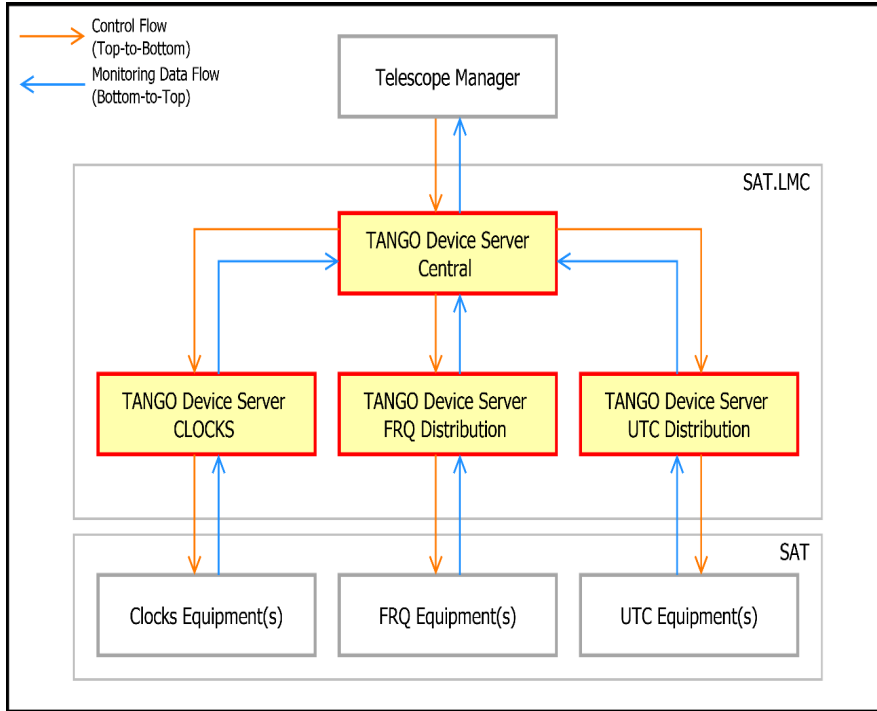 Control Flow
(Top-to-Bottom)
Monitoring Data Flow
(Bottom-to-Top)
Telescope Manager
SAT.LMC
TANGO Device Server
Central
TANGO Device Server
CLOCKS
TANGO Device Server
FRQ Distribution
TANGO Device Server
UTC Distribution
SAT
Clocks Equipment(s)
FRQ Equipment(s)
UTC Equipment(s)